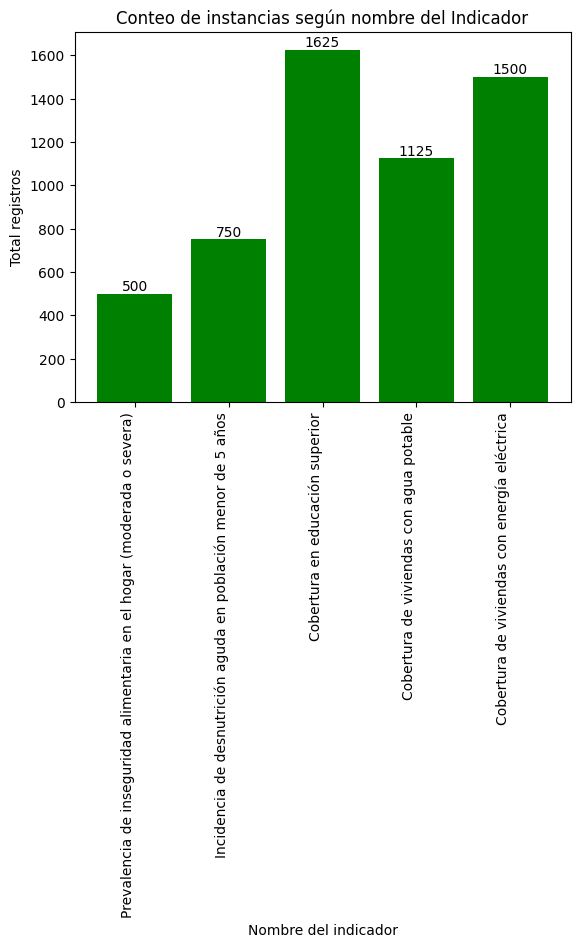 Conteo de instancias según nombre del Indicador
Total registros
1600
1400
1200
1000
800
600
400
200
0
500
750
1625
1125
1500
Prevalencia de inseguridad alimentaria en el hogar (moderada o severa)
Incidencia de desnutrición aguda en población menor de 5 años
Cobertura en educación superior
Cobertura de viviendas con agua potable
Cobertura de viviendas con energía eléctrica
Nombre del indicador